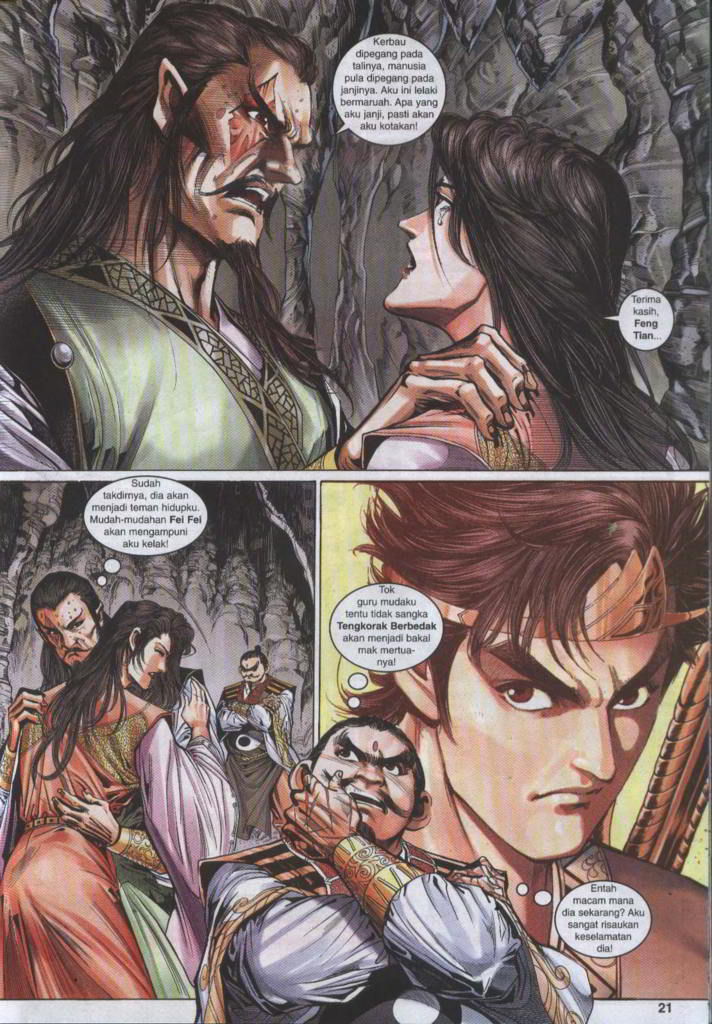 Kerbau
dipegang pada
talinya, manusia
pula dipegang pada
janjinya. Aku ini lelaki
bermaruah. Apa yang
aku janji, pasti akan
aku kotakan!
Terima
kasih,
Feng
Tian...
Sudah
takdirnya, dia akan
menjadi teman hidupku.
Mudah-mudahan Fei Fei
akan mengampuni
aku kelak!
Tok
guru mudaku
tentu tidak sangka
Tengkorak Berbedak
akan menjadi bakal
mak mertua-
nya!
Entah
macam mana
dia sekarang? Aku
sangat risaukan
keselamatan
dia!
21